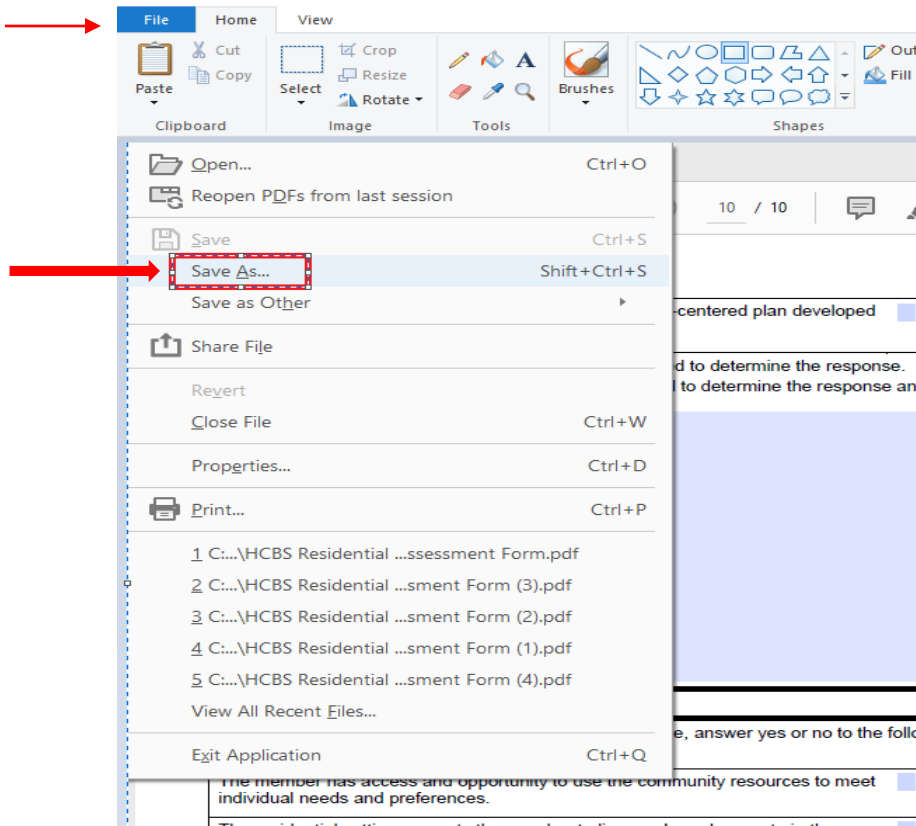 File Home View
Cut
Copy
Paste
Clipboard
Select
Crop
Resize
Rotate
Image
A
Tools
Brushes
Shapes
Fill
Open... Ctrl+O
Reopen PDFs from last session
10 / 10
Save Ctrl+S
Save As... Shift+Ctrl+S
Save as Other
-centered plan developed
Share File
d to determine the response.
to determine the response an
Revert
Close File Ctrl+W
Properties... Ctrl+D
Print... Ctrl+P
1 C:...\HCBS Residential ...ssessment Form.pdf
2 C:...\HCBS Residential ...sment Form (3).pdf
3 C:...\HCBS Residential ...sment Form (2).pdf
4 C:...\HCBS Residential ...sment Form (1).pdf
5 C:...\HCBS Residential ...sment Form (4).pdf
View All Recent Files...
e, answer yes or no to the follo
Exit Application Ctrl+Q
The member has access and opportunity to use the community resources to meet
individual needs and preferences.